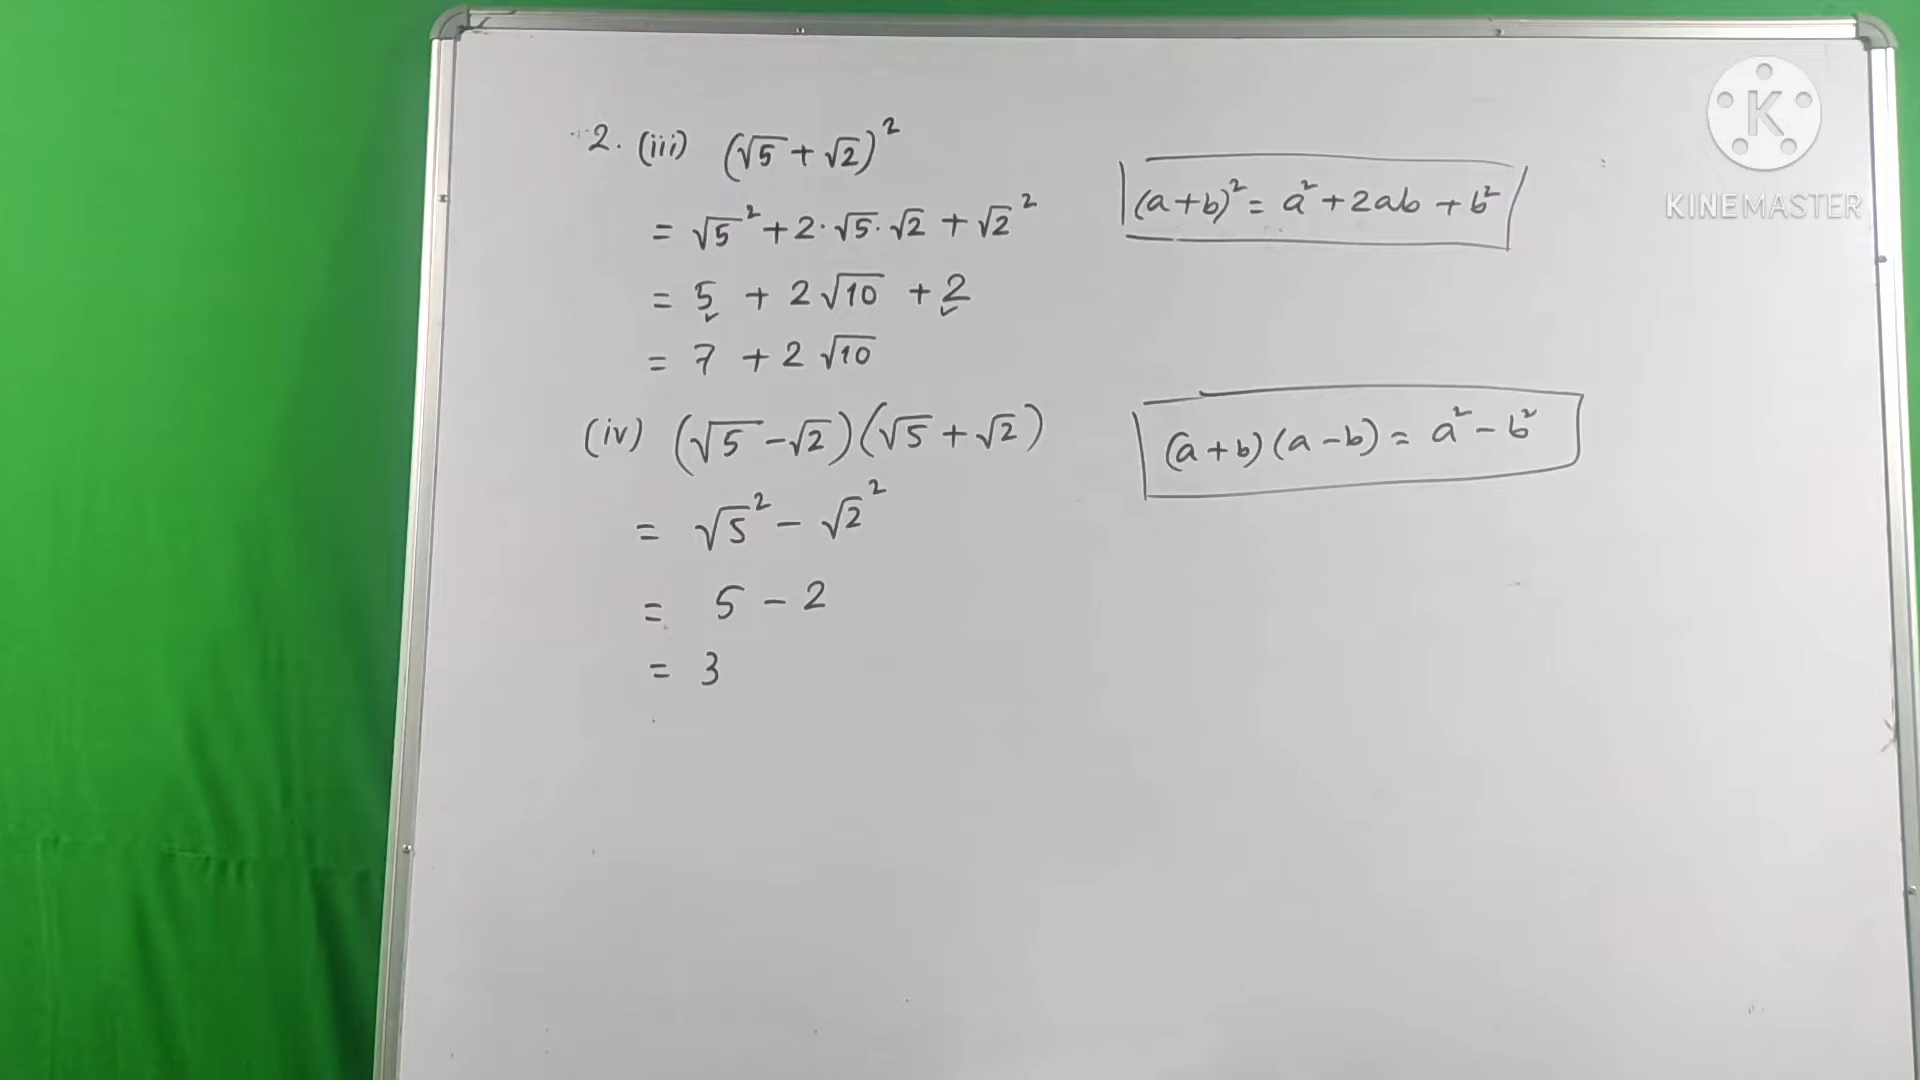 2. (iii) (√5 + √2)²
= √5² + 2·√5·√2 + √2²
= 5 + 2√10 + 2
= 7 + 2√10
(iv) (√5 - √2)(√5 + √2)
= √5² - √2²
= 5 - 2
= 3
(a+b)² = a² + 2ab + b²
(a+b)(a-b) = a² - b²
K
KINEMASTER